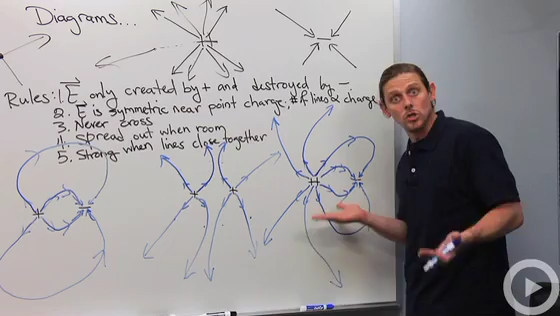 Diagrams...
Rules: 1. E only created by + and destroyed by -
2. E is symmetric near point charge, # of lines ∝ charge
3. Never cross
4. Spread out when room
5. Strong when lines close together